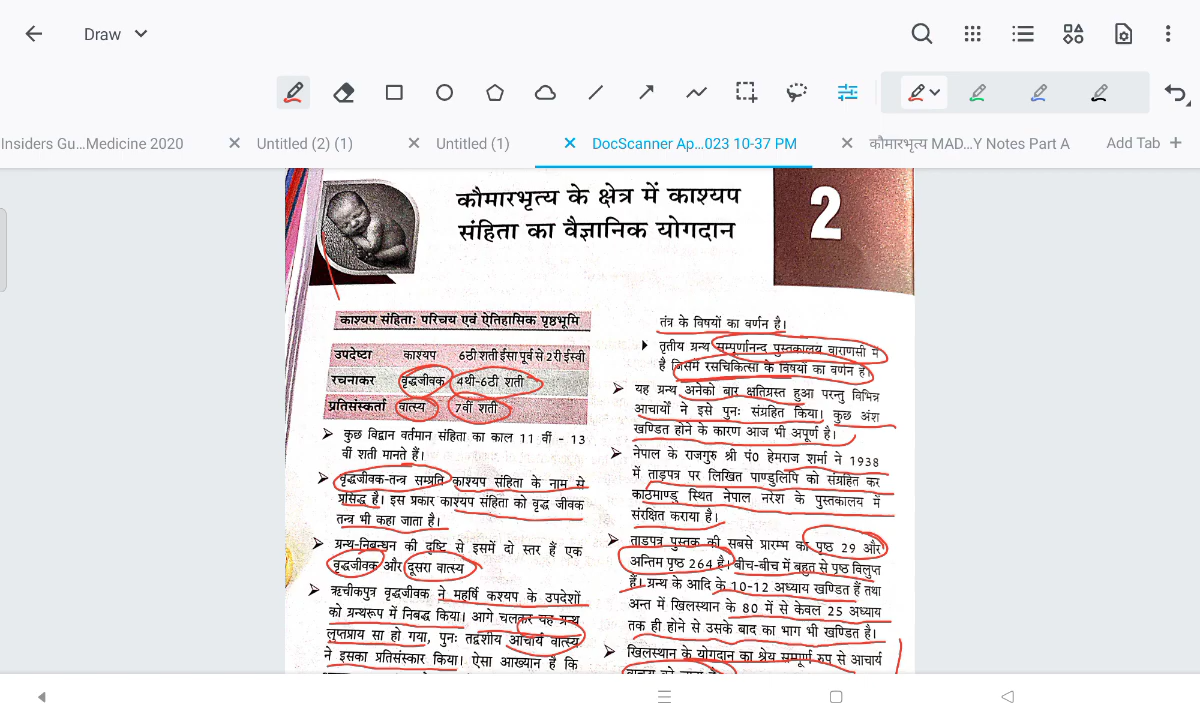 Draw
Insiders Gu...Medicine 2020
Untitled (2) (1)
Untitled (1)
DocScanner Ap...023 10-37 PM
कौमारभृत्य MAD...Y Notes Part A
Add Tab +
कौमारभृत्य के क्षेत्र में काश्यप
संहिता का वैज्ञानिक योगदान
2
काश्यप संहिताः परिचय एवं ऐतिहासिक पृष्ठभूमि
उपदेष्टा काश्यप 6ठी शती ईसा पूर्व से 2री ईस्वी
रचनाकर वृद्धजीवक 4थी-6ठी शती
प्रतिसंस्कर्ता वात्स्य 7वीं शती
कुछ विद्वान वर्तमान संहिता का काल 11 वीं - 13
वीं शती मानते हैं।
वृद्धजीवक-तन्त्र सम्प्रति काश्यप संहिता के नाम से
प्रसिद्ध है। इस प्रकार काश्यप संहिता को वृद्ध जीवक
तन्त्र भी कहा जाता है।
ग्रन्थ-निबन्धन की दृष्टि से इसमें दो स्तर हैं एक
वृद्धजीवक और दूसरा वात्स्य
ऋचीकपुत्र वृद्धजीवक ने महर्षि कश्यप के उपदेशों
को ग्रन्थरूप में निबद्ध किया। आगे चलकर यह ग्रन्थ
लुप्तप्राय सा हो गया, पुनः तद्वंशीय आचार्य वात्स्य
ने इसका प्रतिसंस्कार किया। ऐसा आख्यान है कि
तंत्र के विषयों का वर्णन है।
तृतीय ग्रन्थ सम्पुर्णानन्द पुस्तकालय वाराणसी में
है जिसमें रसचिकित्सा के विषयों का वर्णन है।
यह ग्रन्थ अनेको बार क्षतिग्रस्त हुआ परन्तु विभिन्न
आचार्यों ने इसे पुनः संग्रहित किया। कुछ अंश
खण्डित होने के कारण आज भी अपूर्ण है।
नेपाल के राजगुरु श्री पं0 हेमराज शर्मा ने 1938
में ताड़पत्र पर लिखित पाण्डुलिपि को संग्रहित कर
काठमाण्डु स्थित नेपाल नरेश के पुस्तकालय में
संरक्षित कराया है।
ताड़पत्र पुस्तक की सबसे प्रारम्भ का पृष्ठ 29 और
अन्तिम पृष्ठ 264 है। बीच-बीच में बहुत से पृष्ठ विलुप्त
हैं। ग्रन्थ के आदि के 10-12 अध्याय खण्डित हैं तथा
अन्त में खिलस्थान के 80 में से केवल 25 अध्याय
तक ही होने से उसके बाद का भाग भी खण्डित है।
खिलस्थान के योगदान का श्रेय सम्पूर्ण रुप से आचार्य